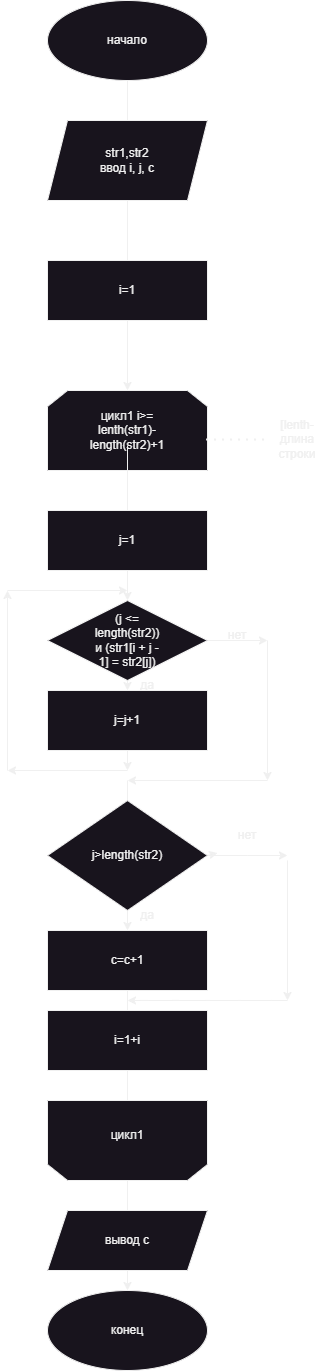 начало
str1,str2
ввод i, j, c
i=1
цикл1 i>=
lenth(str1)-
length(str2)+1
[lenth-
длина
строки
j=1
(j <=
length(str2))
и (str1[i + j -
1] = str2[j])
нет
да
j=j+1
j>length(str2)
нет
да
c=c+1
i=1+i
цикл1
вывод c
конец